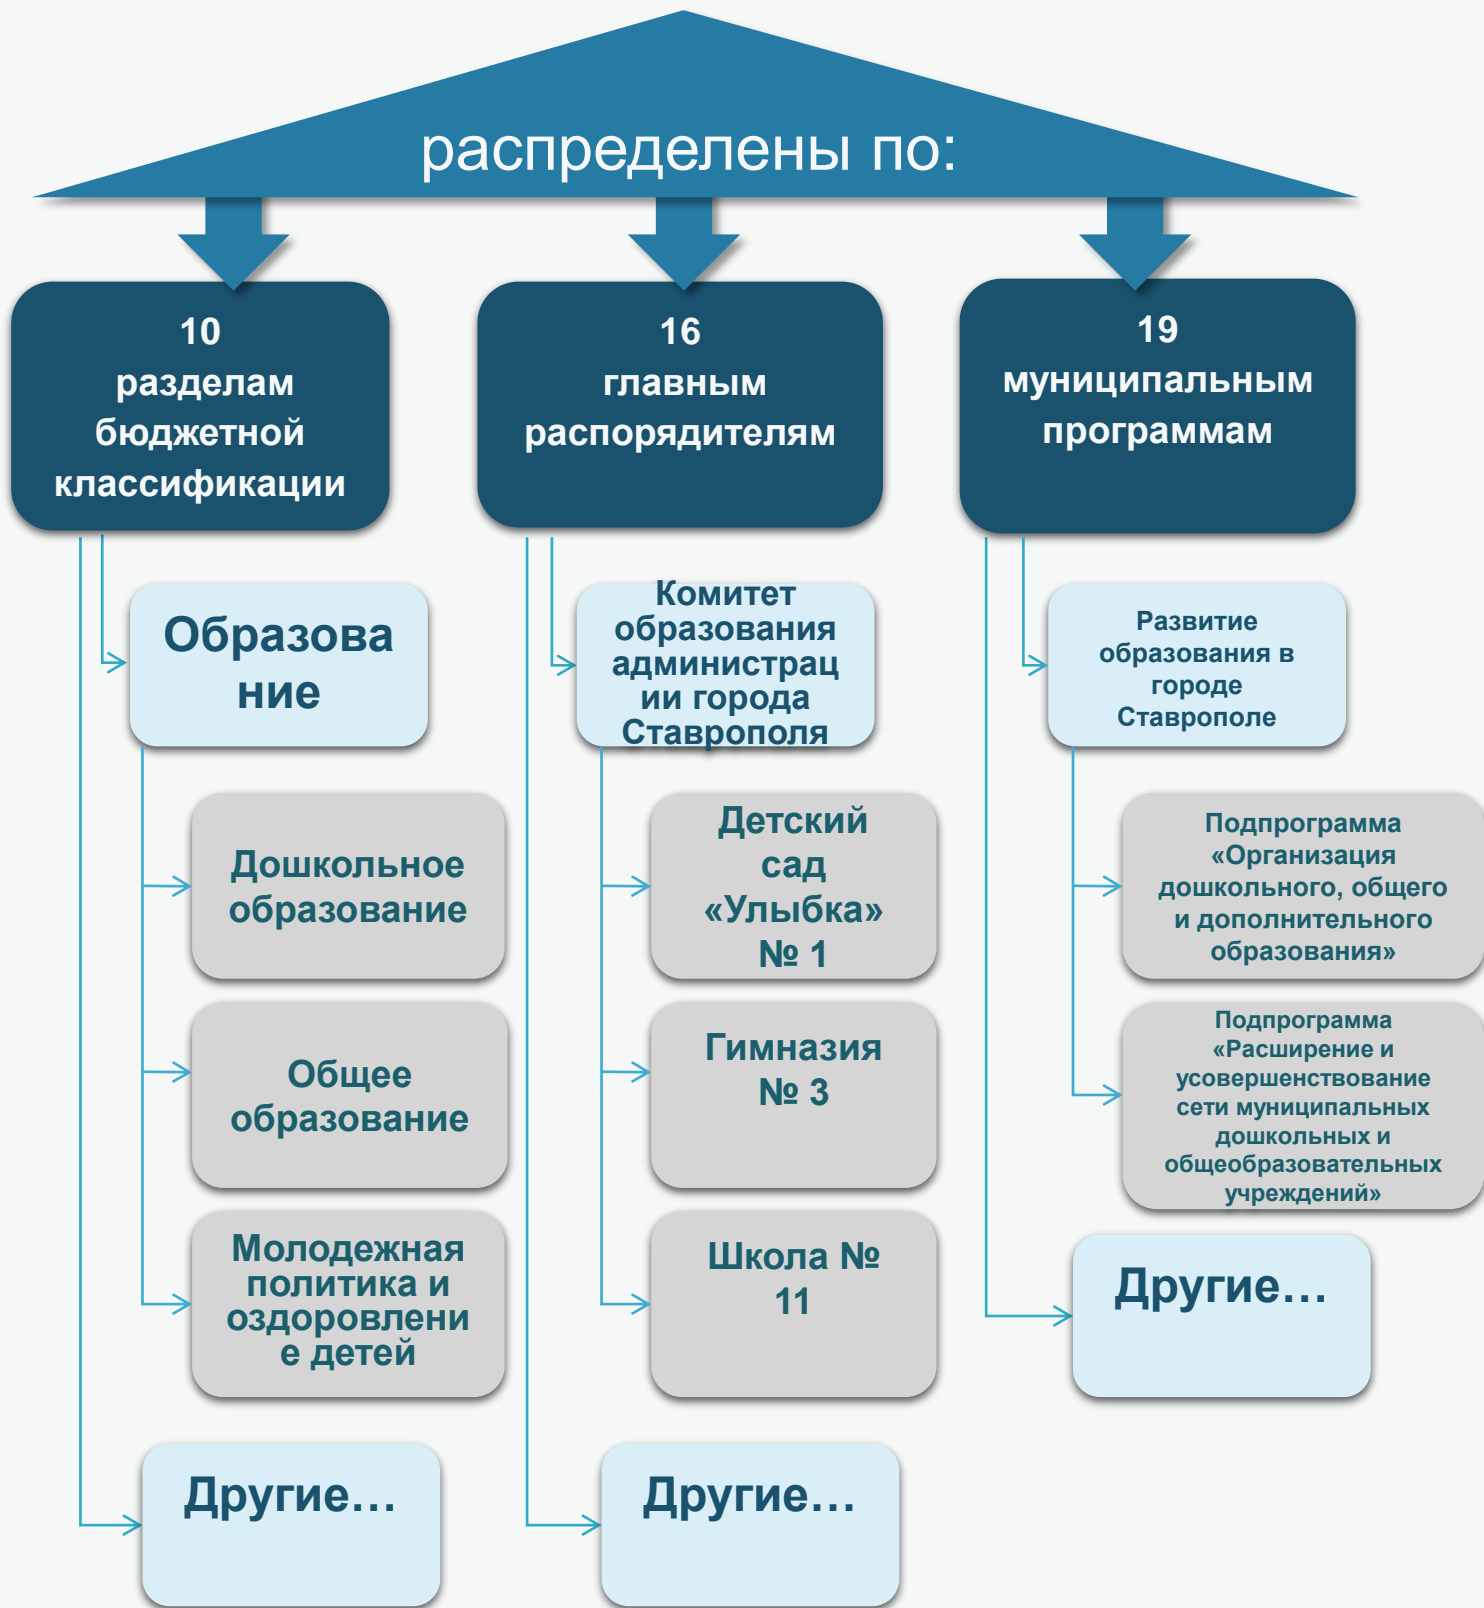 распределены по:
10
разделам
бюджетной
классификации
16
главным
распорядителям
19
муниципальным
программам
Образова
ние
Дошкольное
образование
Общее
образование
Молодежная
политика и
оздоровлени
е детей
Другие...
Комитет
образования
администрац
ии города
Ставрополя
Детский
сад
«Улыбка»
№ 1
Гимназия
№ 3
Школа №
11
Другие...
Развитие
образования в
городе
Ставрополе
Подпрограмма
«Организация
дошкольного, общего
и дополнительного
образования»
Подпрограмма
«Расширение и
усовершенствование
сети муниципальных
дошкольных и
общеобразовательных
учреждений»
Другие...